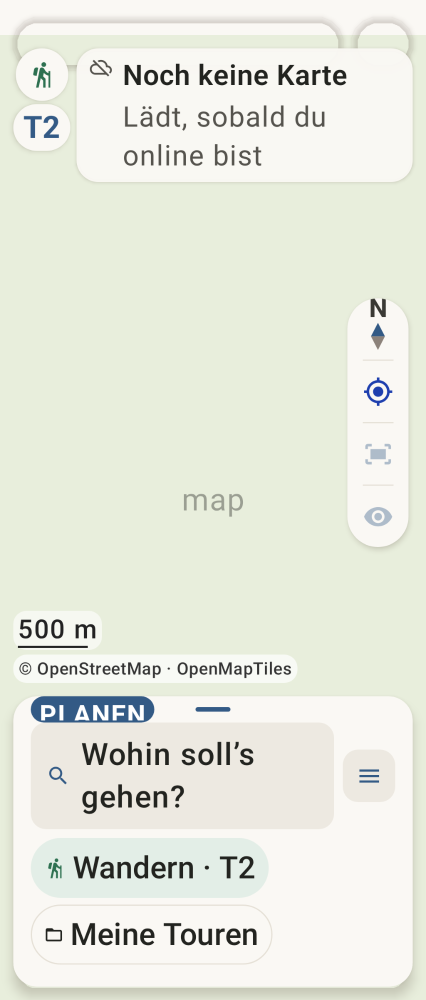 Noch keine Karte
T2
Lädt, sobald du
online bist
N
map
500 m
© OpenStreetMap · OpenMapTiles
PLANEN
Wohin soll’s
gehen?
Wandern · T2
Meine Touren